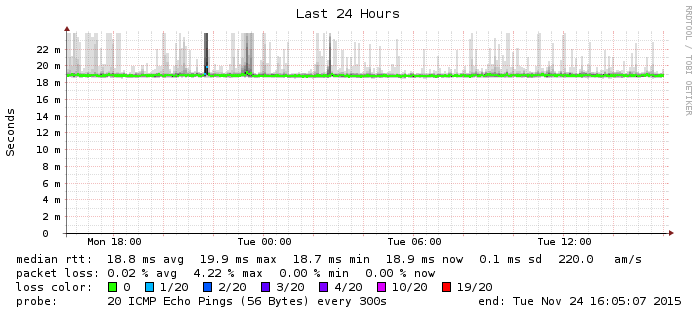 Last 24 Hours
RRDTOOL / TOBI OETIKER
Seconds
22 m
20 m
18 m
16 m
14 m
12 m
10 m
8 m
6 m
4 m
2 m
0
Mon 18:00 Tue 00:00 Tue 06:00 Tue 12:00
median rtt: 18.8 ms avg 19.9 ms max 18.7 ms min 18.9 ms now 0.1 ms sd 220.0 am/s
packet loss: 0.02 % avg 4.22 % max 0.00 % min 0.00 % now
loss color: 0 1/20 2/20 3/20 4/20 10/20 19/20
probe: 20 ICMP Echo Pings (56 Bytes) every 300s end: Tue Nov 24 16:05:07 2015